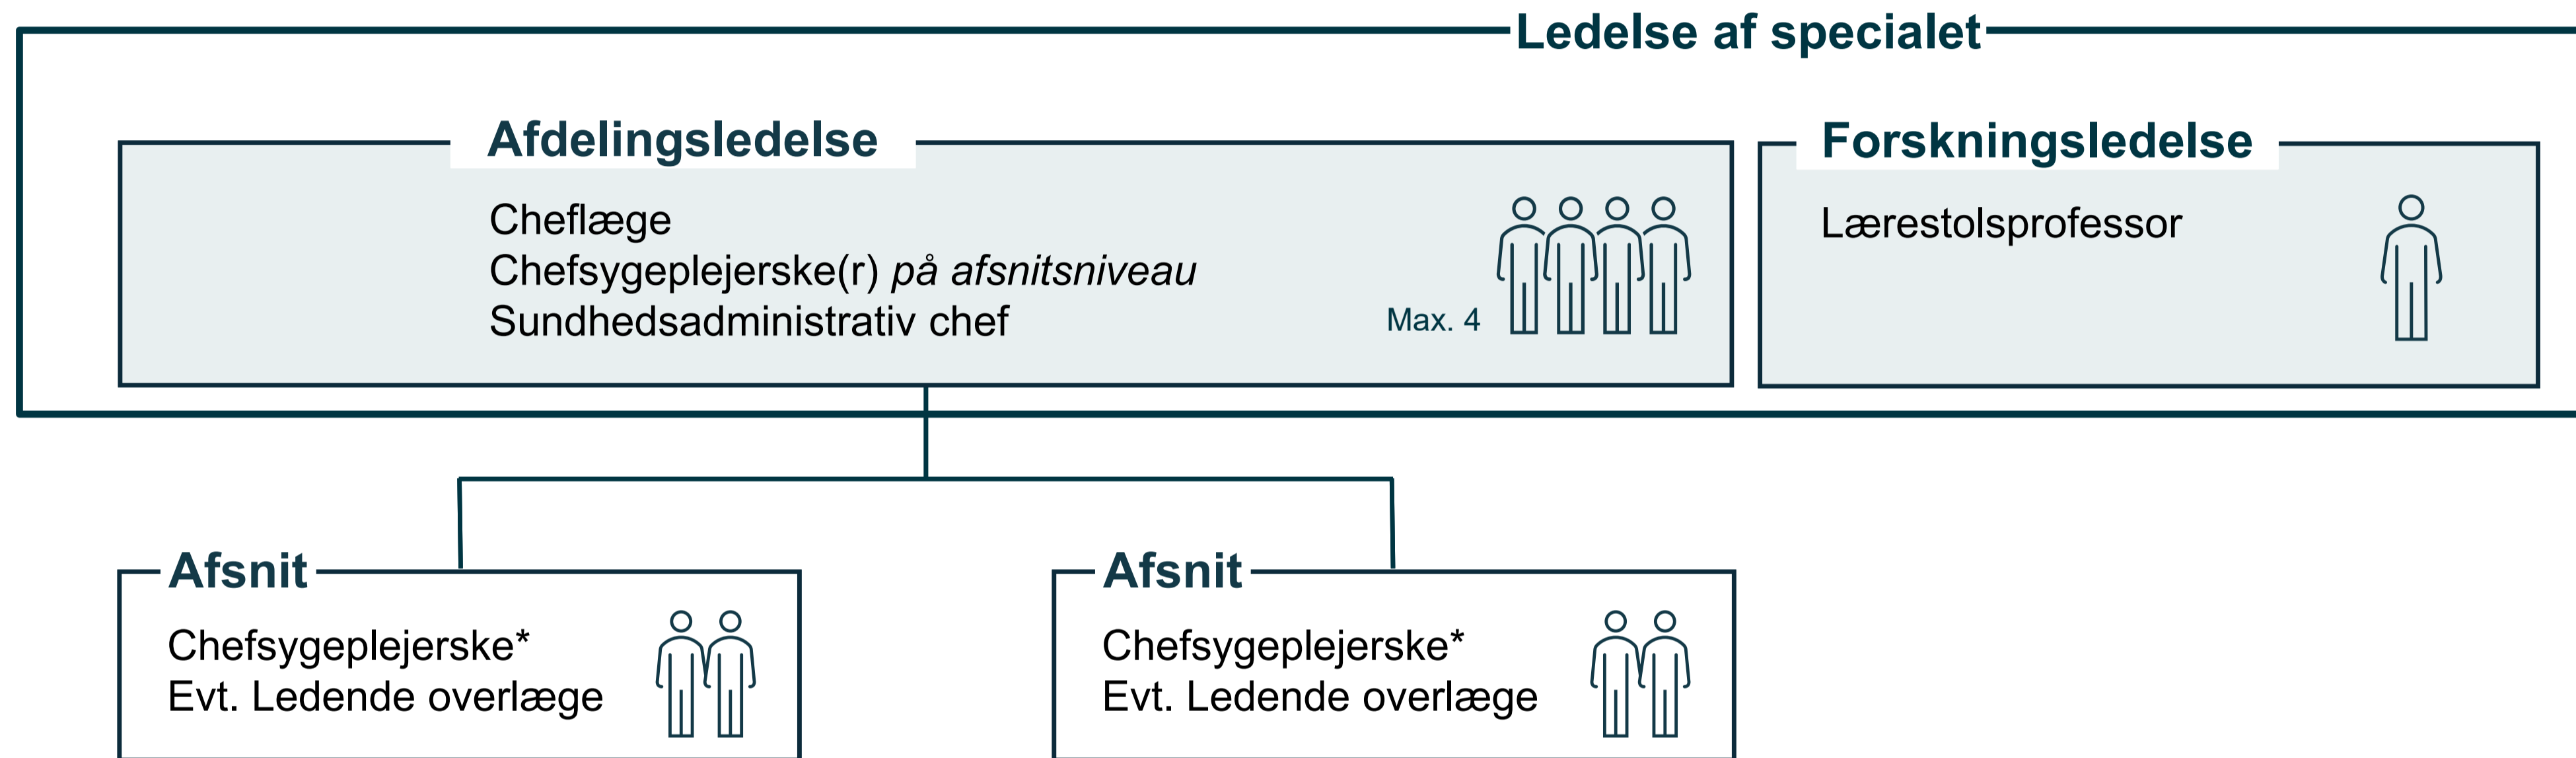 Ledelse af specialet
Afdelingsledelse
Cheflæge
Chefsygeplejerske(r) på afsnitsniveau
Sundhedsadministrativ chef
Max. 4
Forskningsledelse
Lærestolsprofessor
Afsnit
Chefsygeplejerske*
Evt. Ledende overlæge
Afsnit
Chefsygeplejerske*
Evt. Ledende overlæge